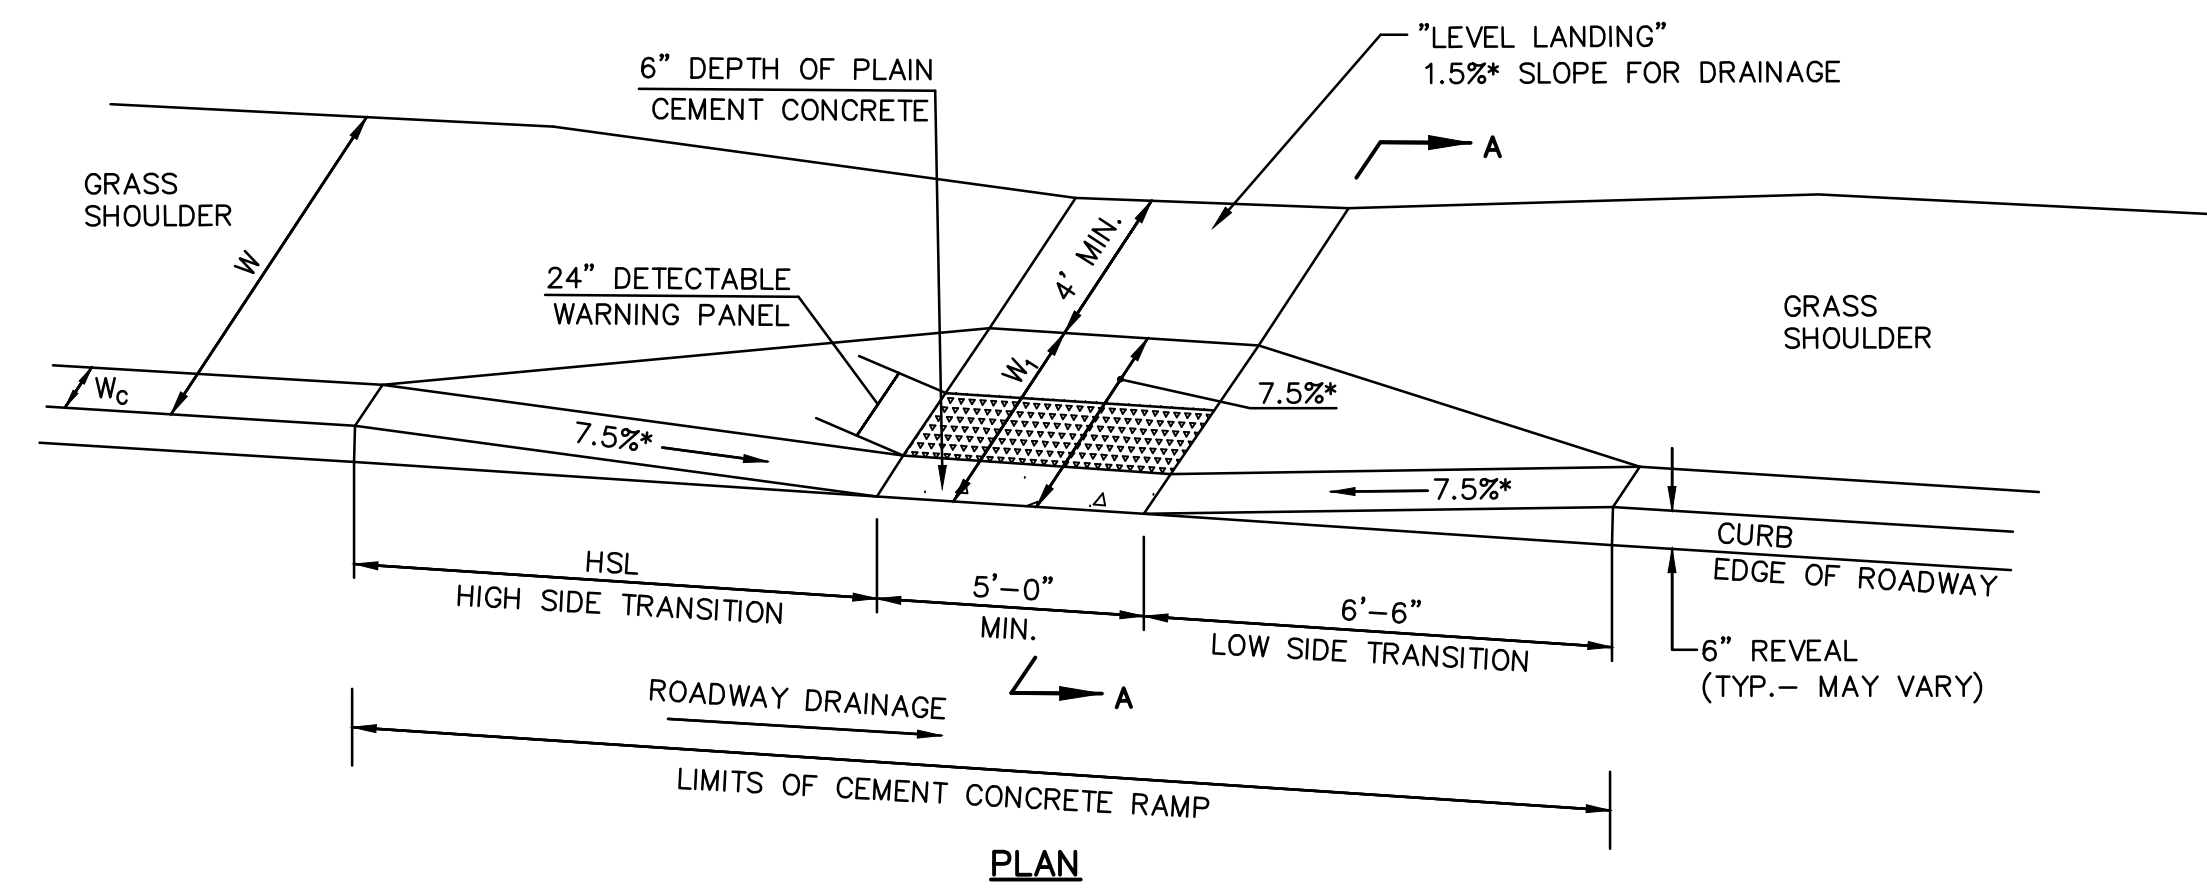 "LEVEL LANDING"
1.5%* SLOPE FOR DRAINAGE
6" DEPTH OF PLAIN
CEMENT CONCRETE
A
GRASS
SHOULDER
W
4' MIN.
24" DETECTABLE
WARNING PANEL
GRASS
SHOULDER
W1
WC
7.5%*
7.5%*
7.5%*
CURB
EDGE OF ROADWAY
HSL
HIGH SIDE TRANSITION
5'-0"
MIN.
6'-6"
LOW SIDE TRANSITION
6" REVEAL
(TYP.- MAY VARY)
A
ROADWAY DRAINAGE
LIMITS OF CEMENT CONCRETE RAMP
PLAN